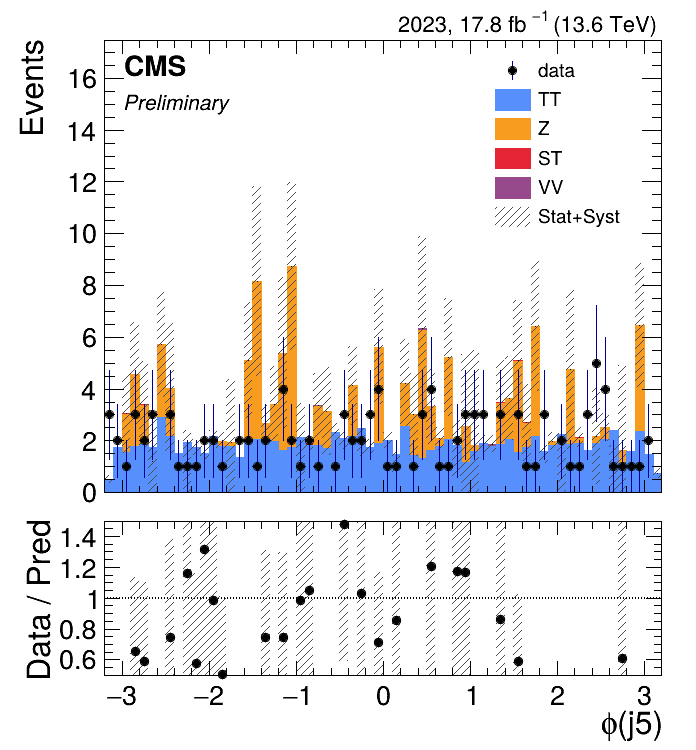 2023, 17.8 fb⁻¹ (13.6 TeV)
CMS
Preliminary
Events
data
TT
Z
ST
VV
Stat+Syst
16
14
12
10
8
6
4
2
0
Data / Pred
1.4
1.2
1
0.8
0.6
−3 −2 −1 0 1 2 3
ϕ(j5)